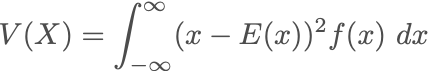 V(X) = ∫_{-∞}^{∞} (x − E(x))² f(x) dx